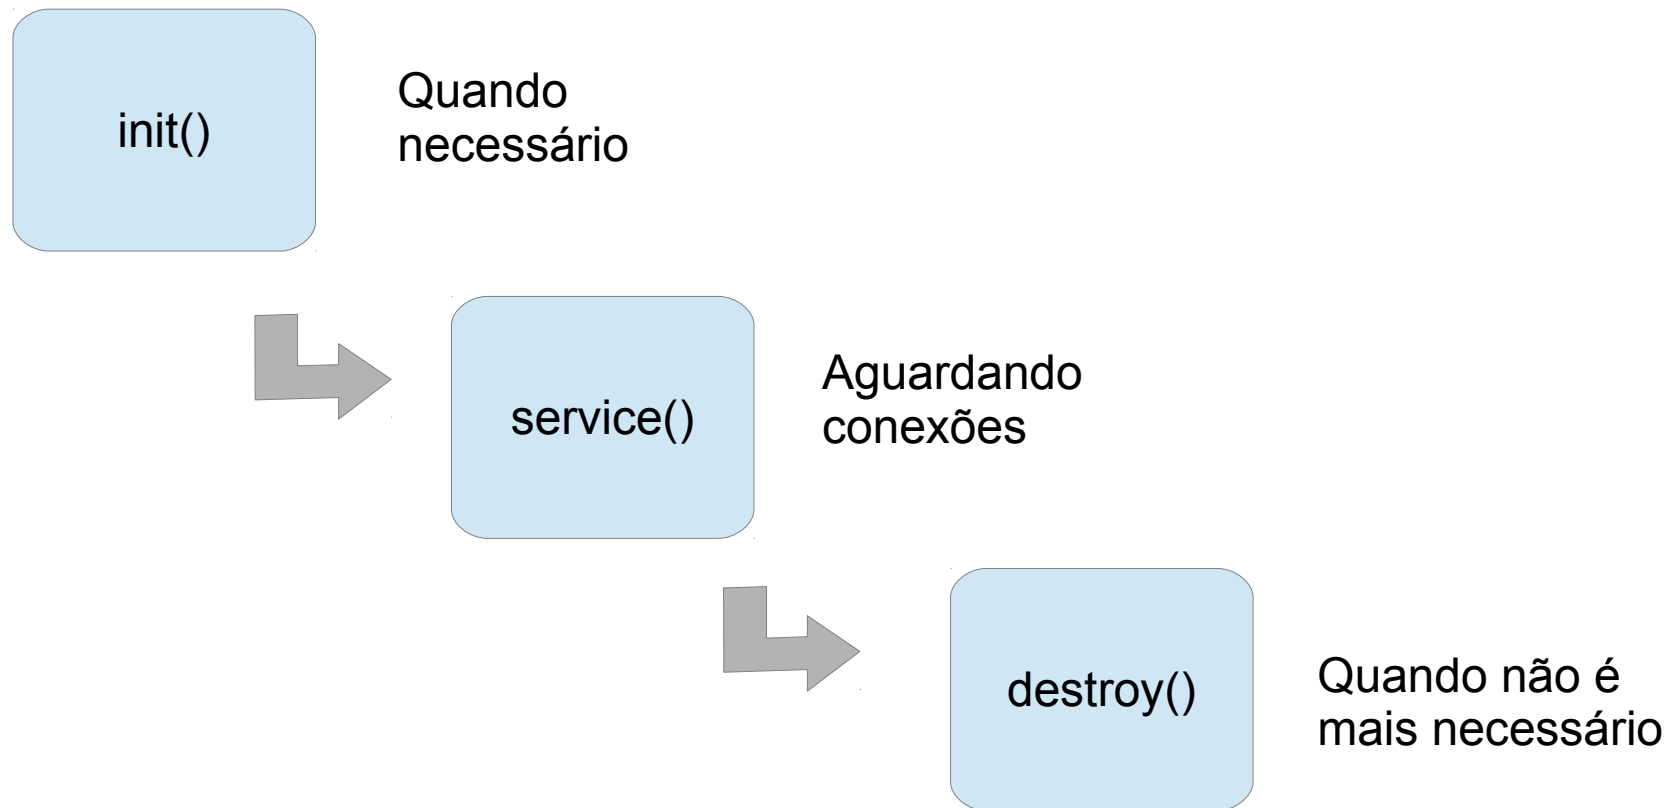 init()
Quando
necessário
service()
Aguardando
conexões
destroy()
Quando não é
mais necessário